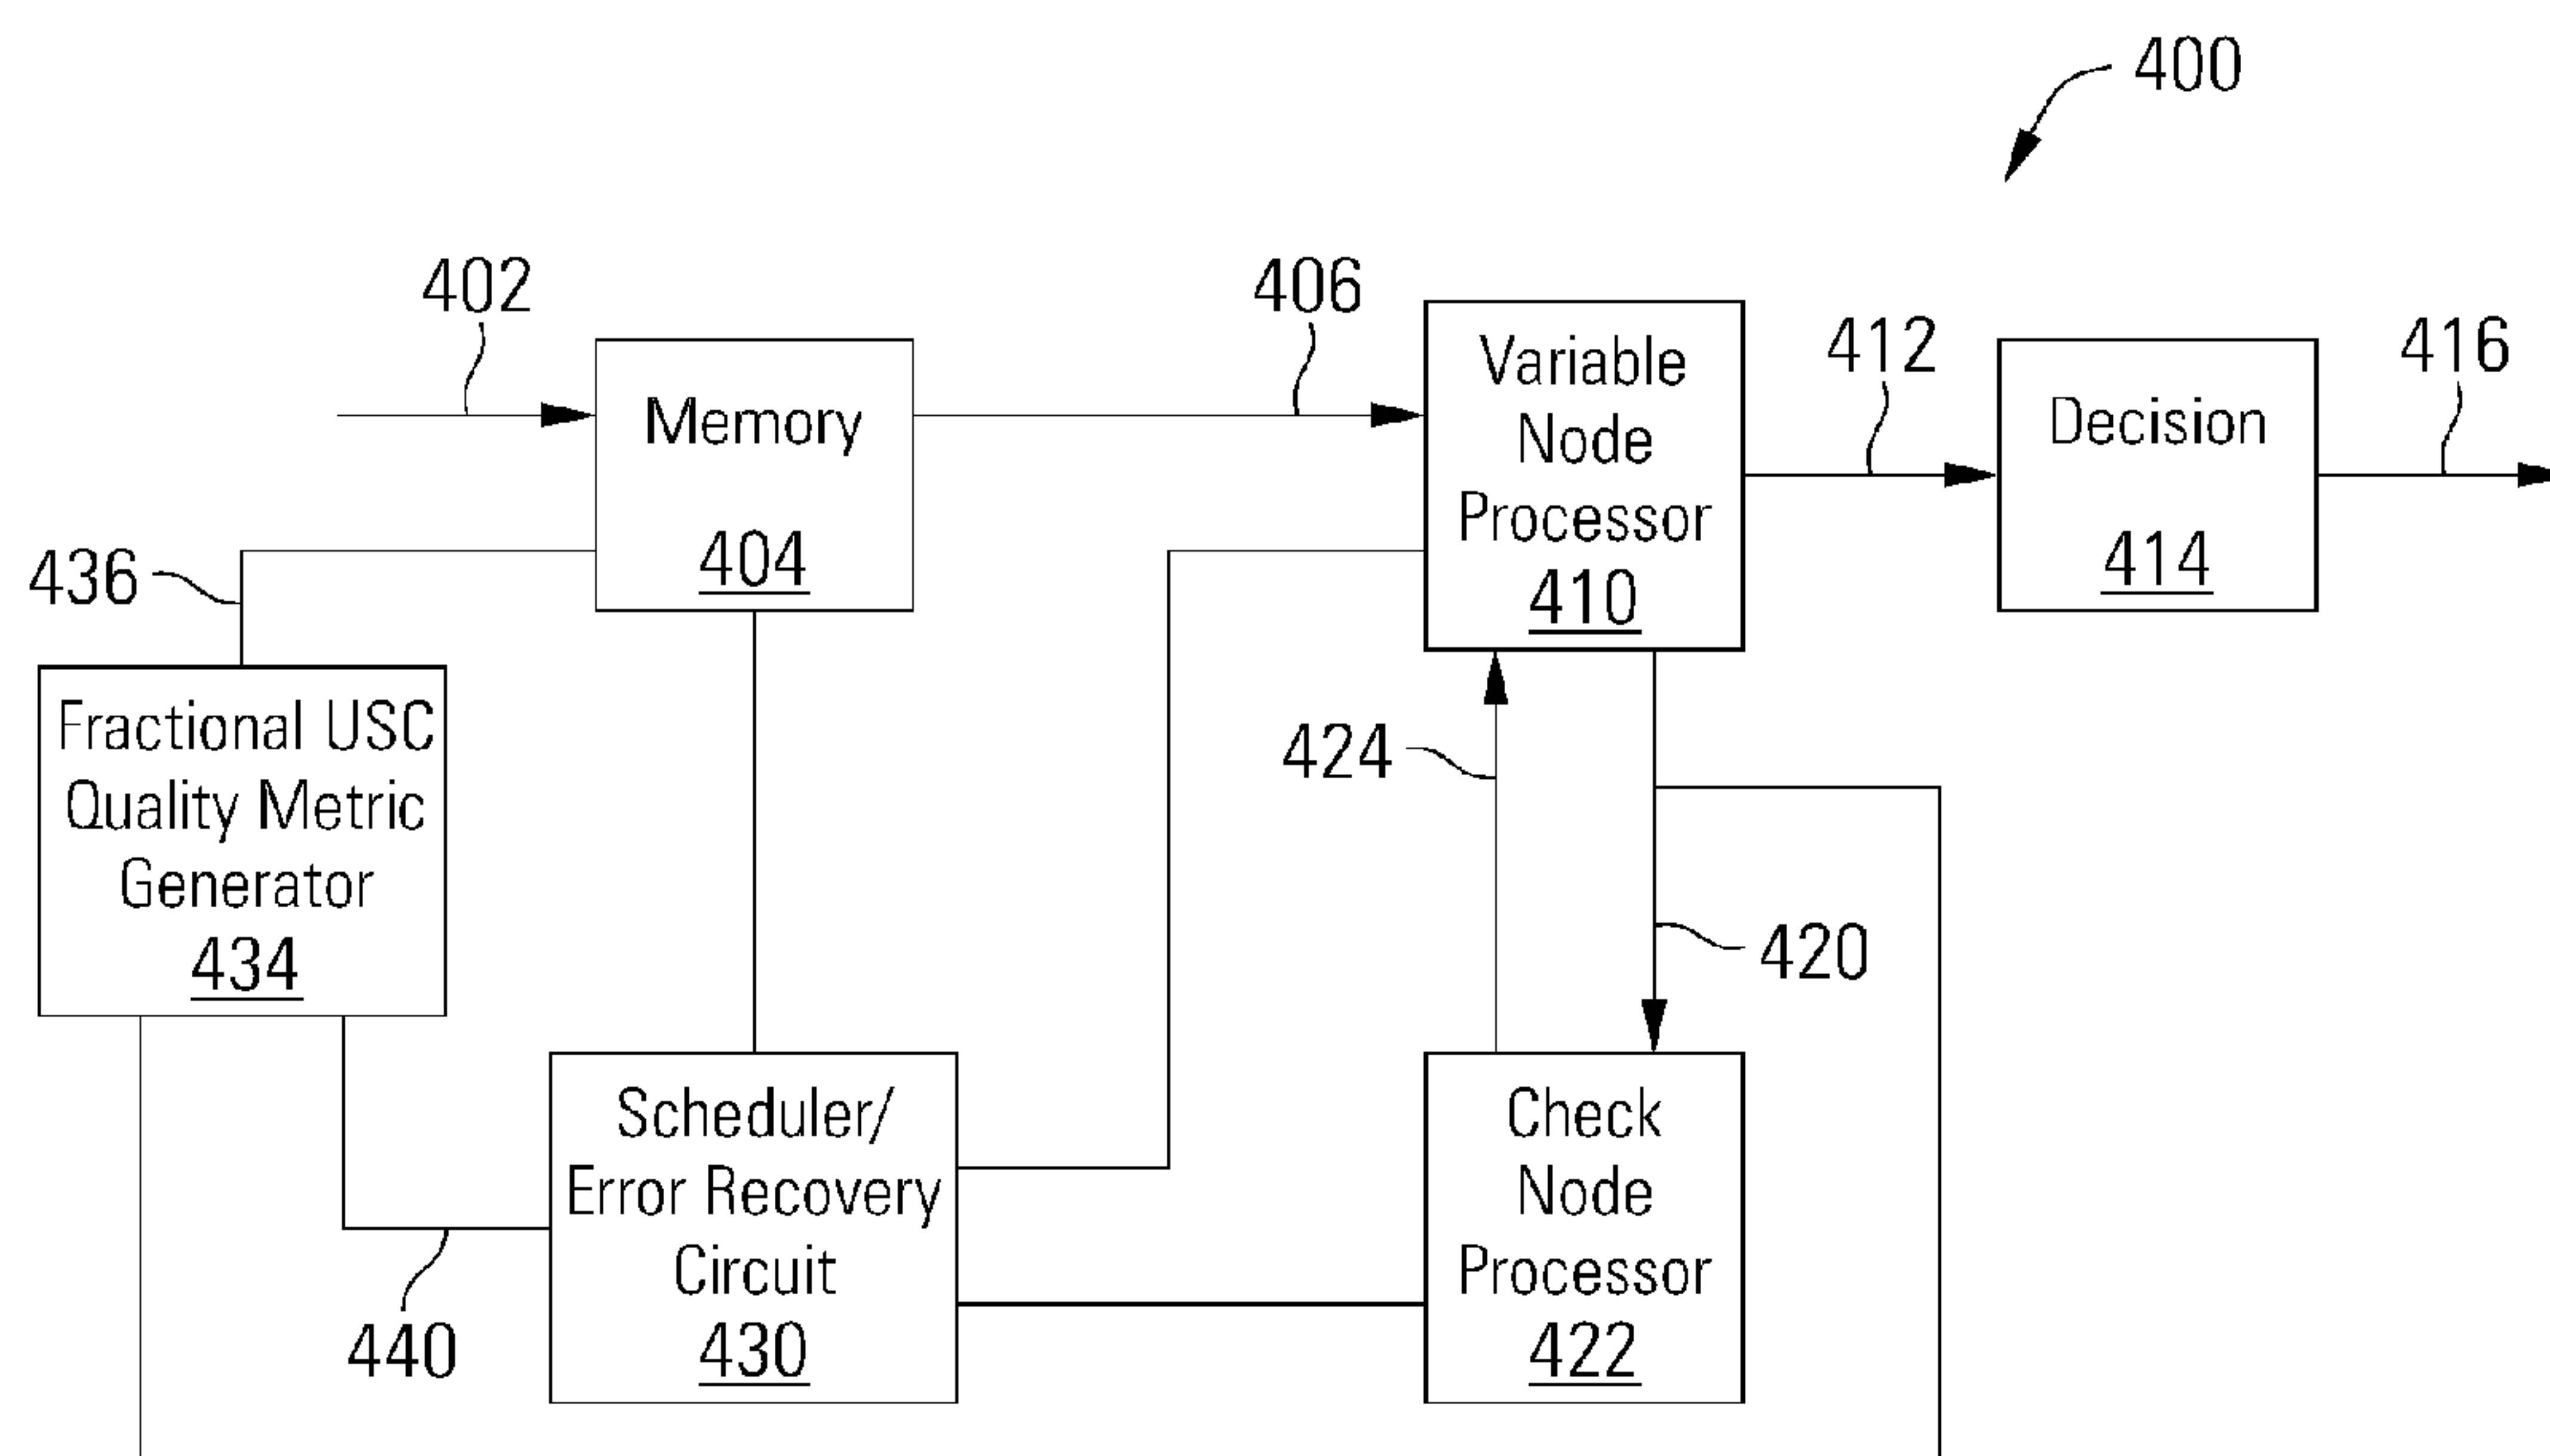 400
402
406
412
416
Memory
404
Variable
Node
Processor
410
Decision
414
436
Fractional USC
Quality Metric
Generator
434
424
420
Scheduler/
Error Recovery
Circuit
430
Check
Node
Processor
422
440